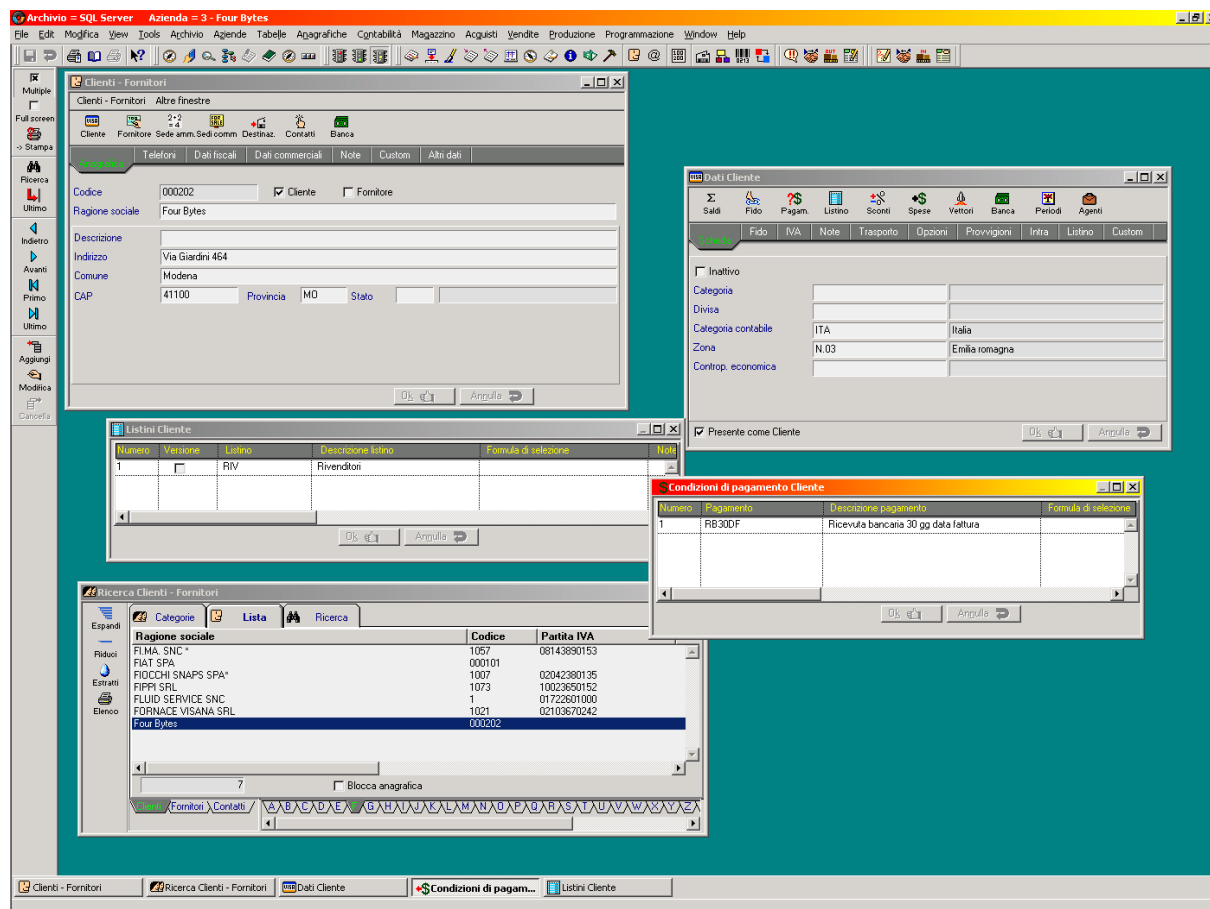 Archivio = SQL Server Azienda = 3 - Four Bytes
File Edit Modifica View Tools Archivio Aziende Tabelle Anagrafiche Contabilità Magazzino Acquisti Vendite Produzione Programmazione Window Help
Multiple
Full screen
-> Stampa
Ricerca
Ultimo
Indietro
Avanti
Primo
Ultimo
Aggiungi
Modifica
Cancella
Clienti - Fornitori
Clienti - Fornitori Altre finestre
Cliente Fornitore Sede amm. Sedi comm Destinaz. Contatti Banca
Anagrafica Telefoni Dati fiscali Dati commerciali Note Custom Altri dati
Codice 000202 Cliente Fornitore
Ragione sociale Four Bytes
Descrizione
Indirizzo Via Giardini 464
Comune Modena
CAP 41100 Provincia MO Stato
Ok Annulla
Dati Cliente
Saldi Fido Pagam. Listino Sconti Spese Vettori Banca Periodi Agenti
Fido IVA Note Trasporto Opzioni Provvigioni Intra Listino Custom
Inattivo
Categoria
Divisa
Categoria contabile ITA Italia
Zona N.03 Emilia romagna
Controp. economica
Presente come Cliente Ok Annulla
Listini Cliente
Numero Versione Listino Descrizione listino Formula di selezione Note
1 RIV Rivenditori
Ok Annulla
Condizioni di pagamento Cliente
Numero Pagamento Descrizione pagamento Formula di selezione
1 RB30DF Ricevuta bancaria 30 gg data fattura
Ok Annulla
Ricerca Clienti - Fornitori
Espandi
Riduci
Estratti
Elenco
Categorie Lista Ricerca
Ragione sociale Codice Partita IVA
FI.MA. SNC * 1057 08143890153
FIAT SPA 000101
FIOCCHI SNAPS SPA* 1007 02042380135
FIPPI SRL 1073 10023650152
FLUID SERVICE SNC 1 01722601000
FORNACE VISANA SRL 1021 02103670242
Four Bytes 000202
7 Blocca anagrafica
Clienti Fornitori Contatti A B C D E F G H I J K L M N O P Q R S T U V W X Y Z
Clienti - Fornitori Ricerca Clienti - Fornitori Dati Cliente Condizioni di pagam... Listini Cliente